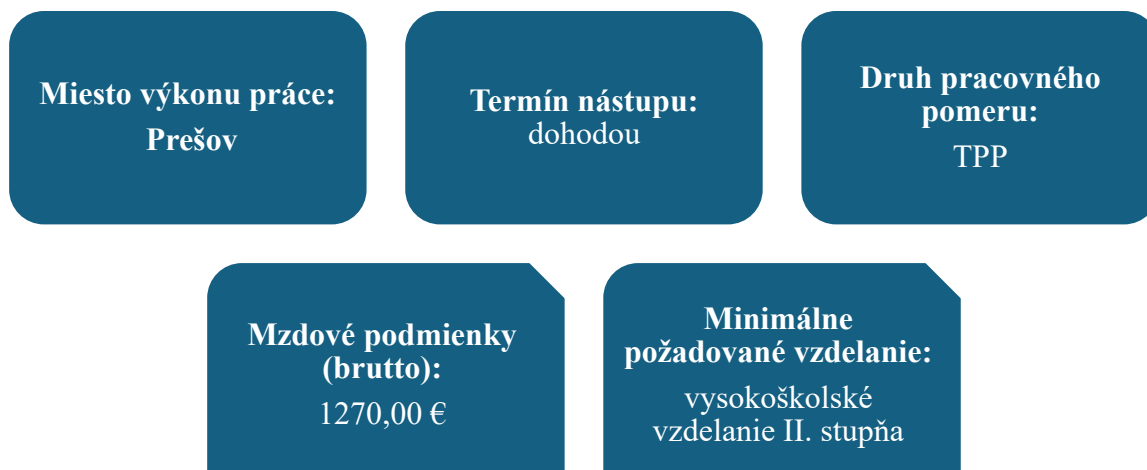 Miesto výkonu práce:
Prešov
Termín nástupu:
dohodou
Druh pracovného
pomeru:
TPP
Mzdové podmienky
(brutto):
1270,00 €
Minimálne
požadované vzdelanie:
vysokoškolské
vzdelanie II. stupňa